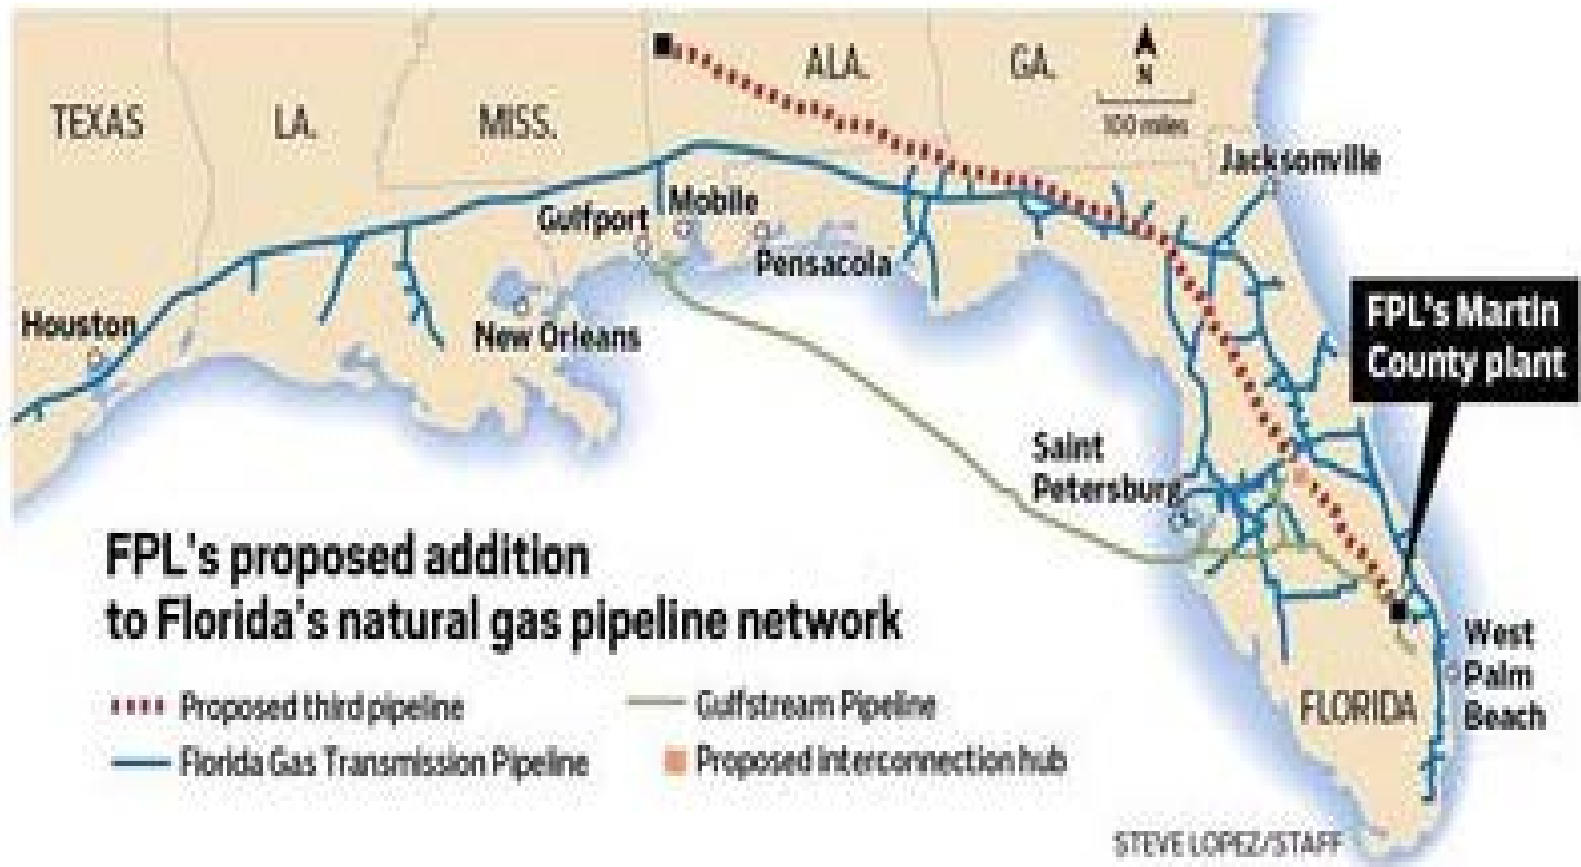 TEXAS
LA.
MISS.
ALA.
GA.
N
100 miles
Jacksonville
Mobile
Gulfport
Pensacola
Houston
New Orleans
FPL's Martin
County plant
Saint
Petersburg
FPL's proposed addition
to Florida's natural gas pipeline network
West
Palm
Beach
FLORIDA
Proposed third pipeline
Gulfstream Pipeline
Florida Gas Transmission Pipeline
Proposed interconnection hub
STEVE LOPEZ/STAFF